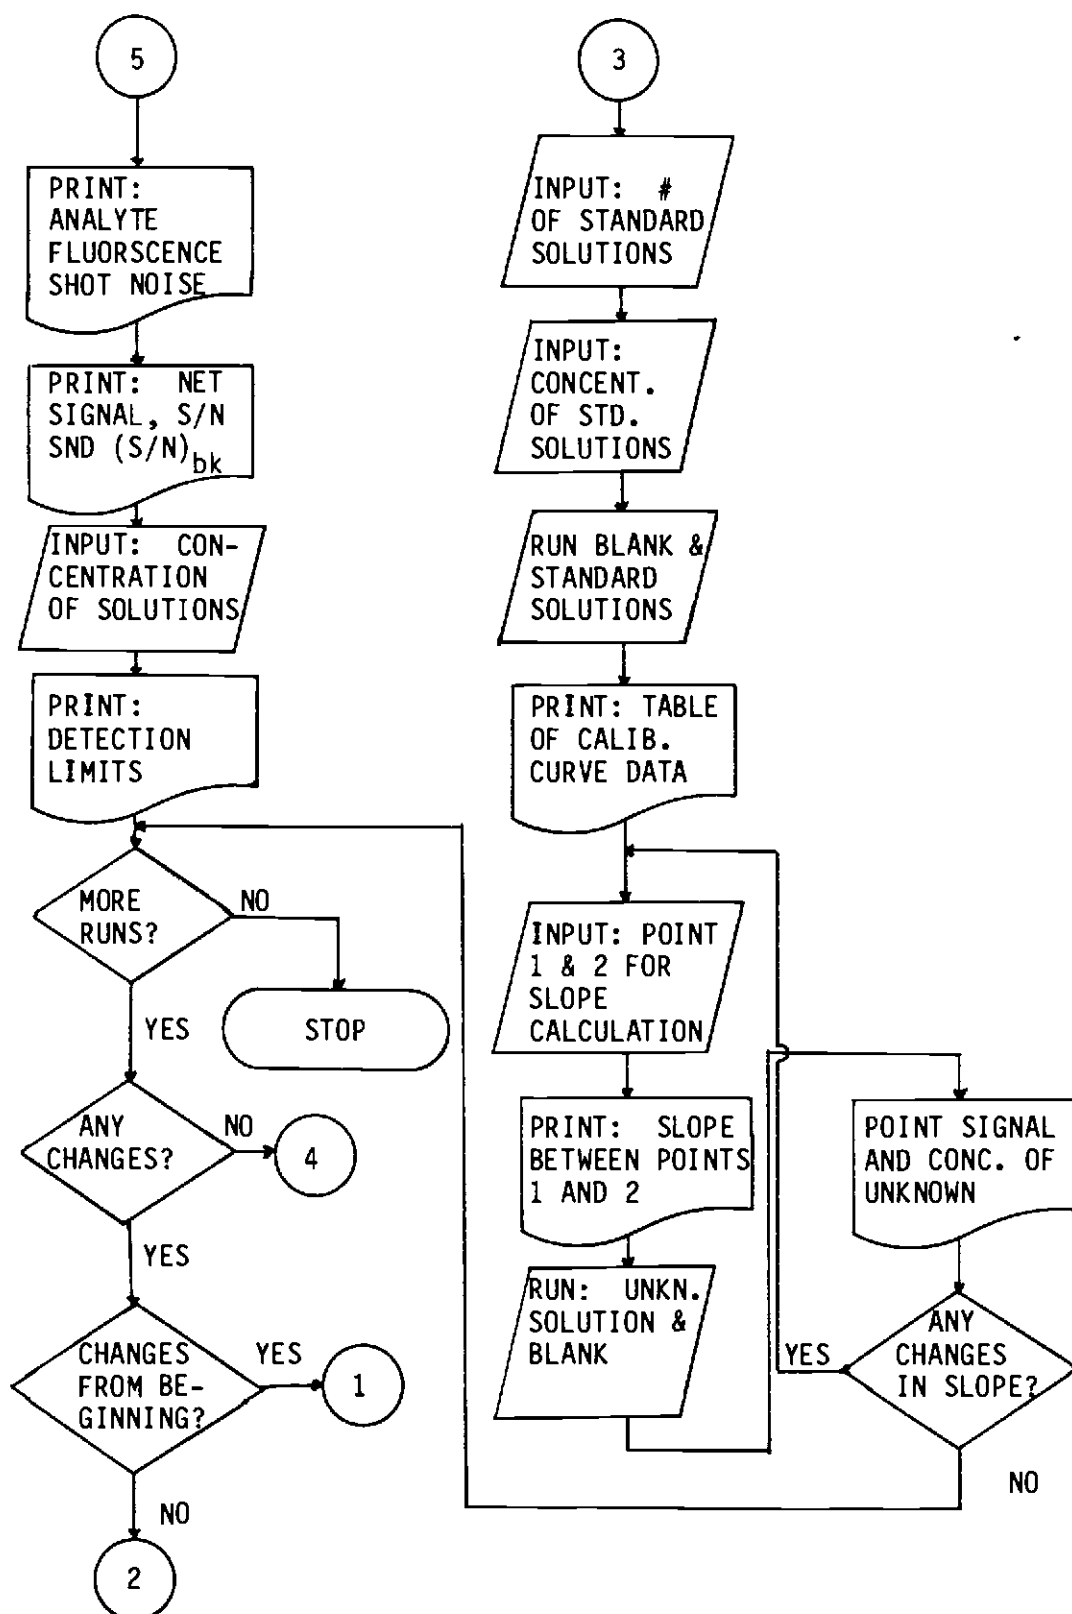 5
PRINT:
ANALYTE
FLUORSCENCE
SHOT NOISE
PRINT: NET
SIGNAL, S/N
SND (S/N)bk
INPUT: CON-
CENTRATION
OF SOLUTIONS
PRINT:
DETECTION
LIMITS
MORE
RUNS?
NO
STOP
YES
ANY
CHANGES?
NO
4
YES
CHANGES
FROM BE-
GINNING?
YES
1
NO
2
3
INPUT: #
OF STANDARD
SOLUTIONS
INPUT:
CONCENT.
OF STD.
SOLUTIONS
RUN BLANK &
STANDARD
SOLUTIONS
PRINT: TABLE
OF CALIB.
CURVE DATA
INPUT: POINT
1 & 2 FOR
SLOPE
CALCULATION
PRINT: SLOPE
BETWEEN POINTS
1 AND 2
RUN: UNKN.
SOLUTION &
BLANK
POINT SIGNAL
AND CONC. OF
UNKNOWN
ANY
CHANGES
IN SLOPE?
YES
NO